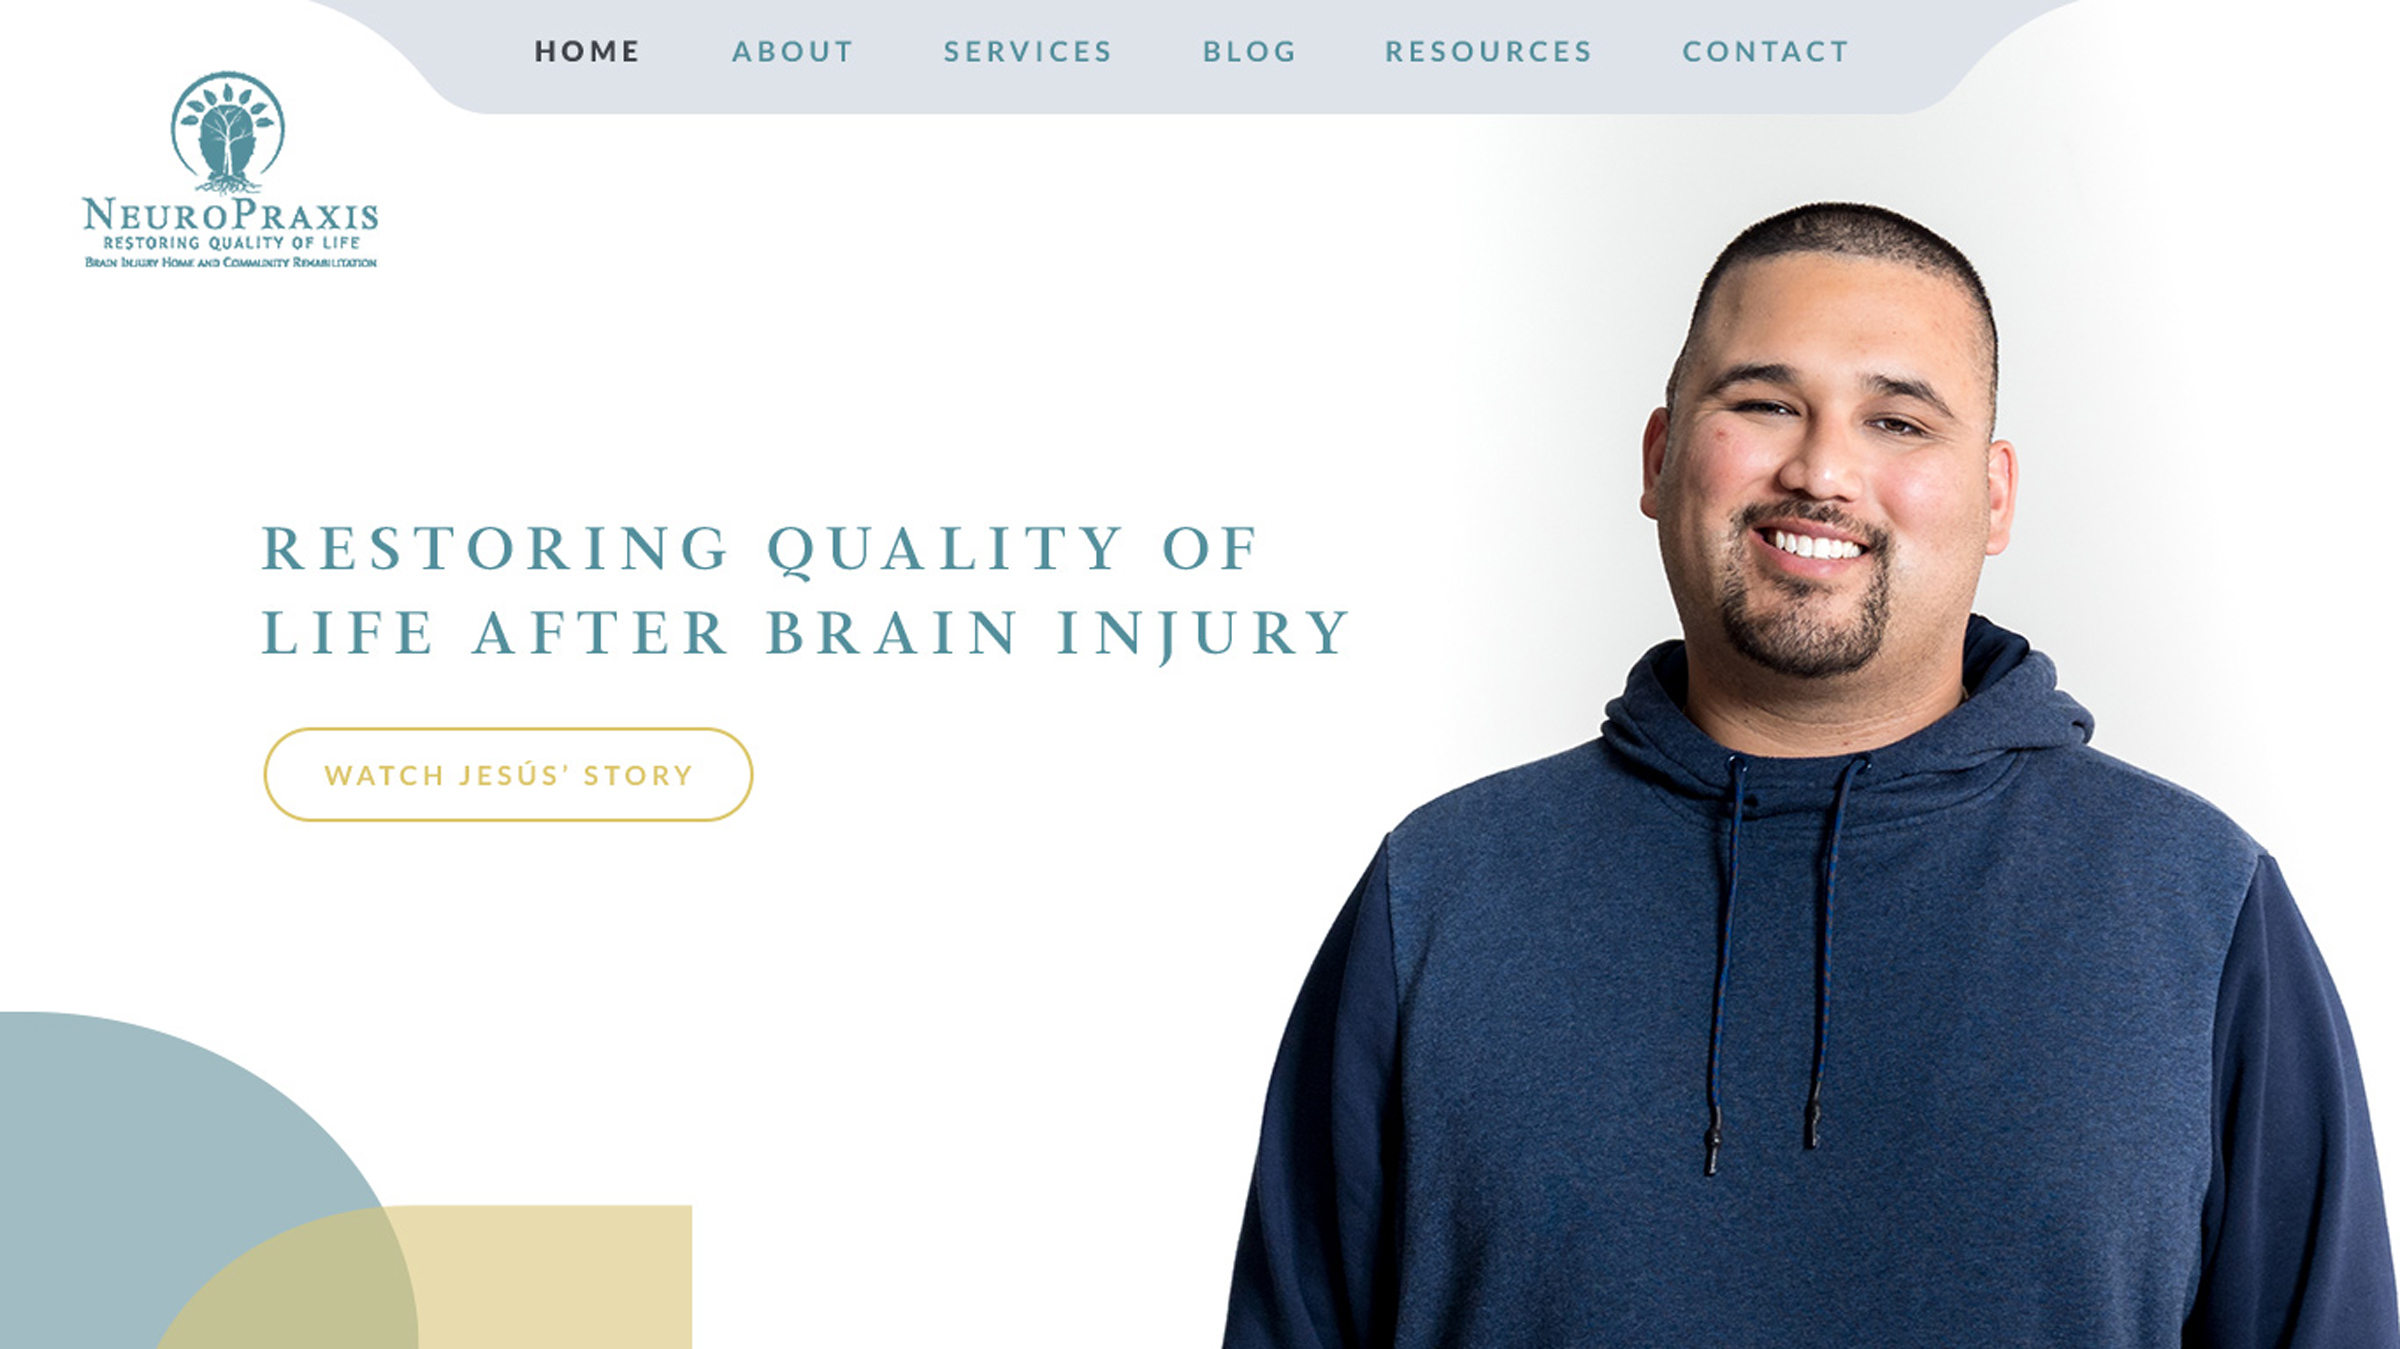 HOME ABOUT SERVICES BLOG RESOURCES CONTACT
NEUROPRAXIS
RESTORING QUALITY OF LIFE
BRAIN INJURY HOME AND COMMUNITY REHABILITATION
RESTORING QUALITY OF
LIFE AFTER BRAIN INJURY
WATCH JESÚS’ STORY